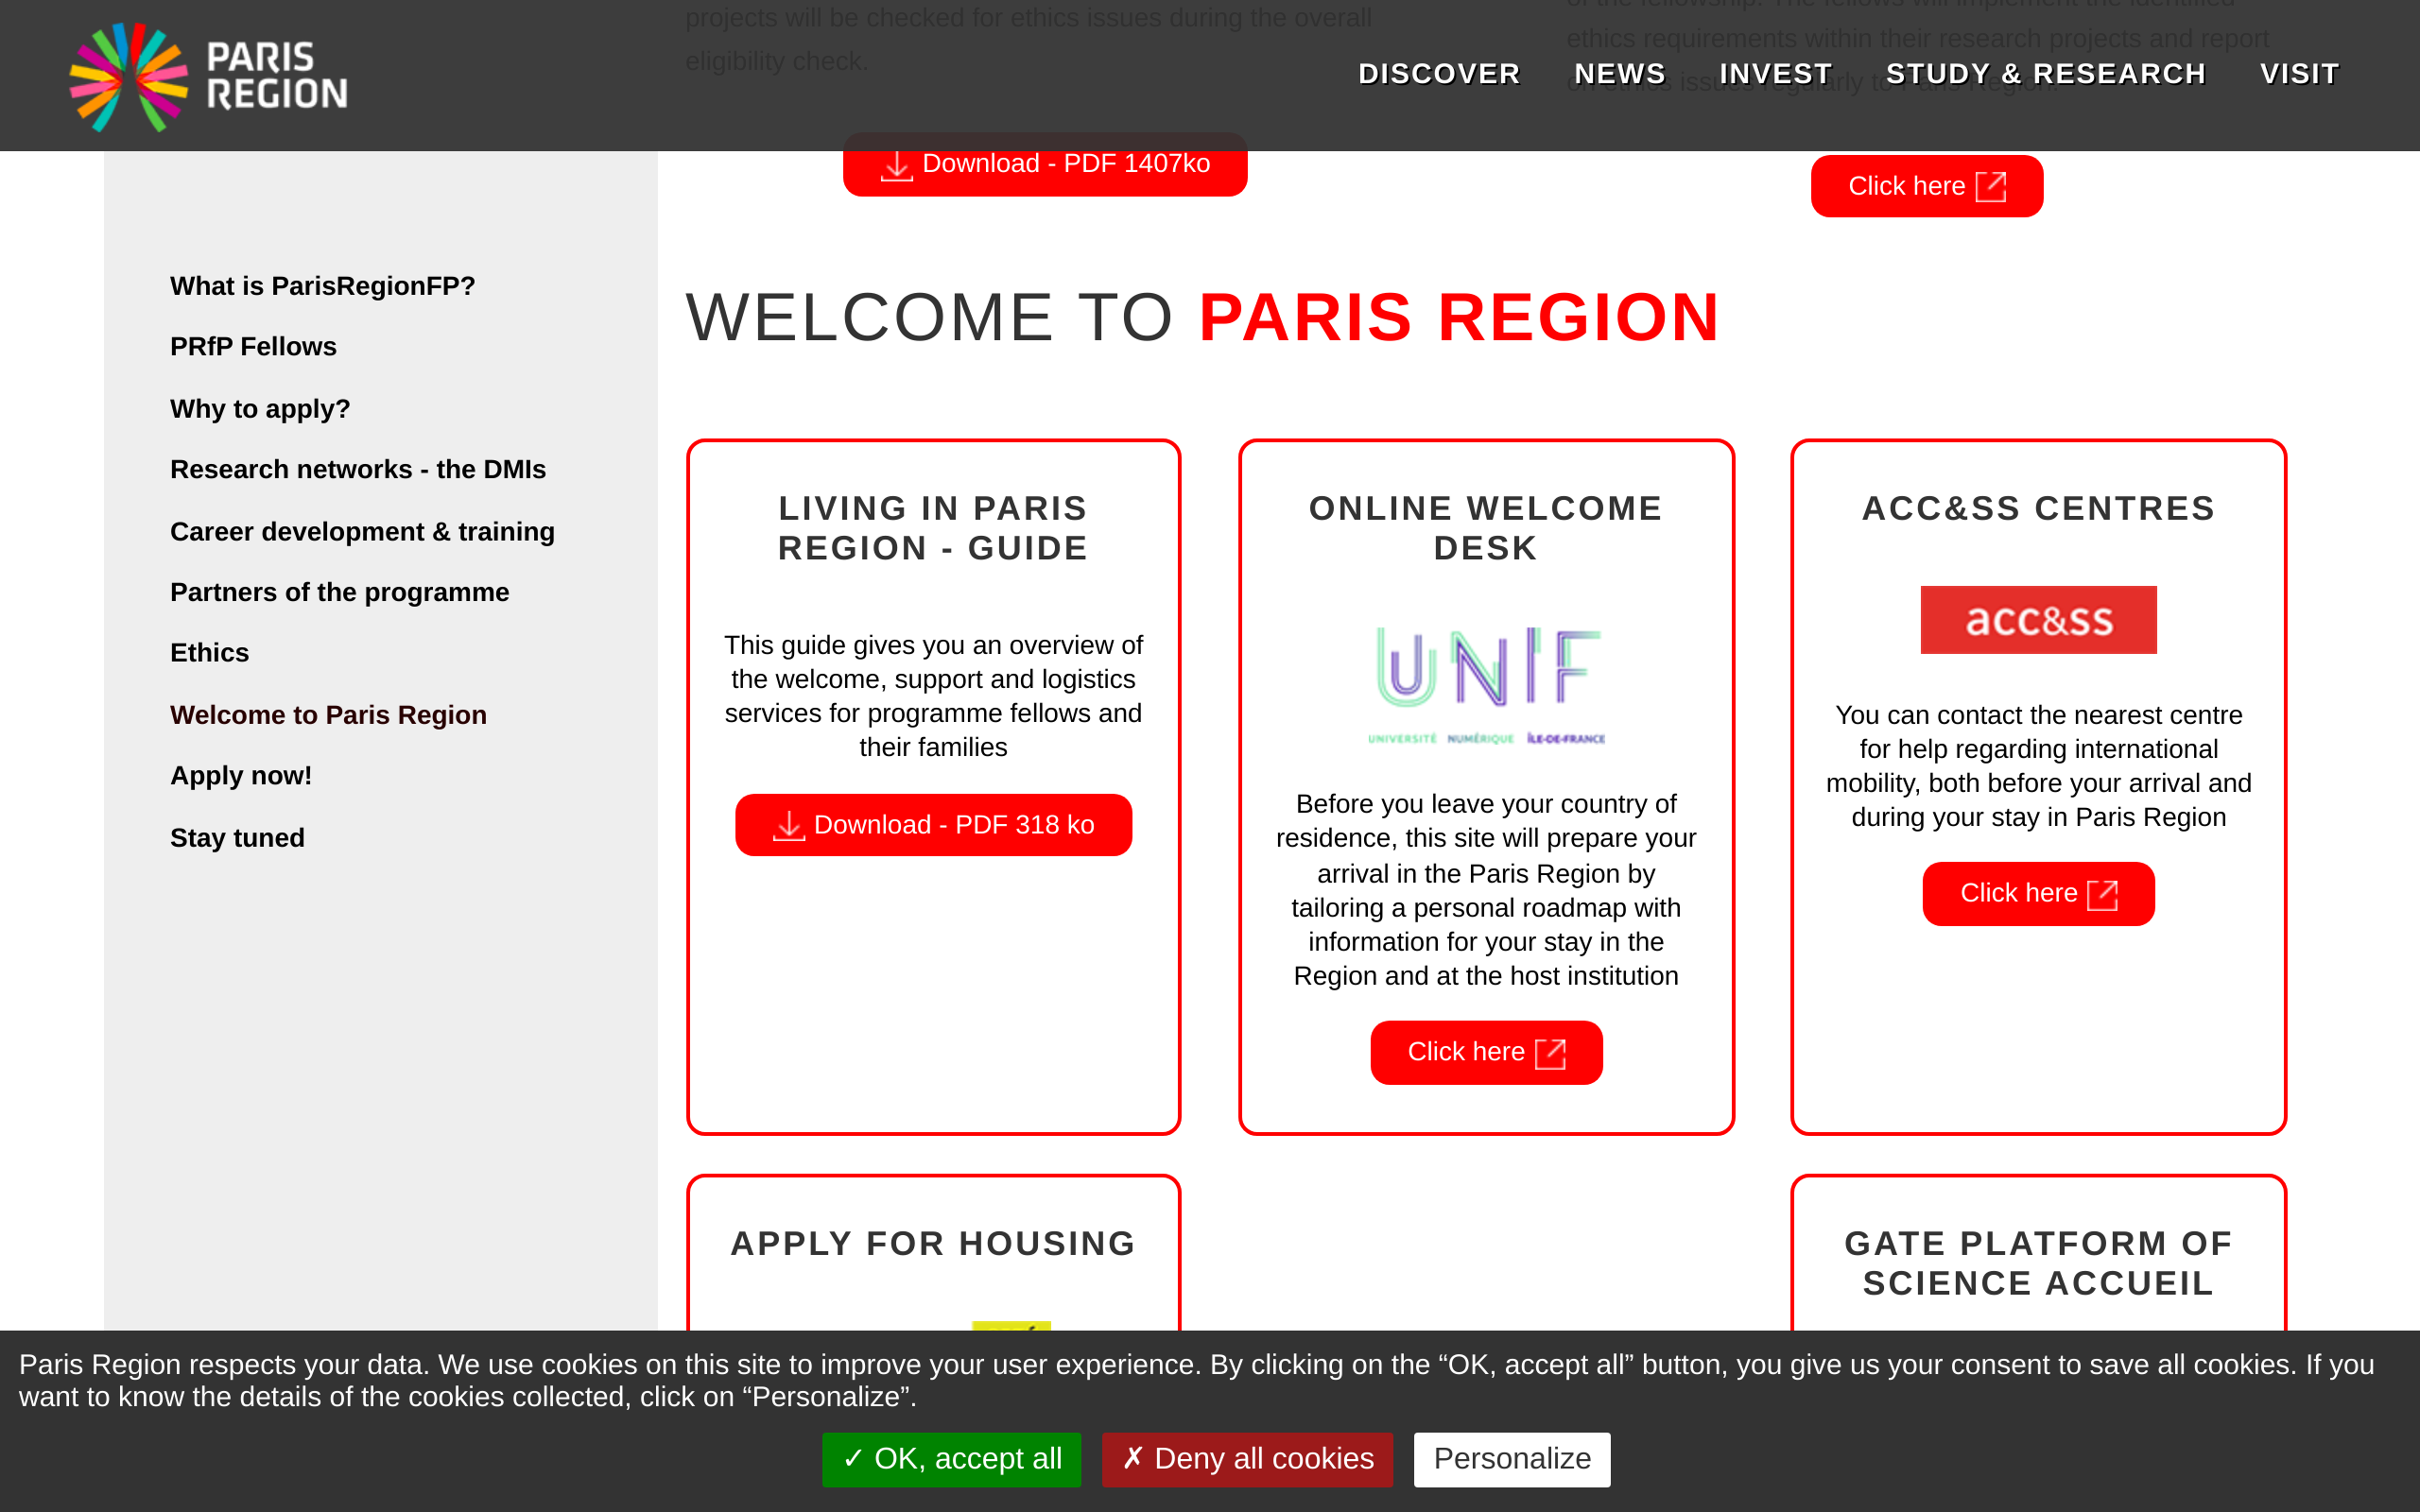 projects will be checked for ethics issues during the overall
eligibility check.
of the fellowship. The fellows will implement the identified
ethics requirements within their research projects and report
on ethics issues regularly to Paris Region.
PARIS
REGION
DISCOVER NEWS INVEST STUDY & RESEARCH VISIT
Download - PDF 1407ko
Click here
What is ParisRegionFP?
PRfP Fellows
Why to apply?
Research networks - the DMIs
Career development & training
Partners of the programme
Ethics
Welcome to Paris Region
Apply now!
Stay tuned
WELCOME TO PARIS REGION
LIVING IN PARIS
REGION - GUIDE
This guide gives you an overview of
the welcome, support and logistics
services for programme fellows and
their families
Download - PDF 318 ko
ONLINE WELCOME
DESK
UNIF
UNIVERSITÉ NUMÉRIQUE ÎLE-DE-FRANCE
Before you leave your country of
residence, this site will prepare your
arrival in the Paris Region by
tailoring a personal roadmap with
information for your stay in the
Region and at the host institution
Click here
ACC&SS CENTRES
acc&ss
You can contact the nearest centre
for help regarding international
mobility, both before your arrival and
during your stay in Paris Region
Click here
APPLY FOR HOUSING
GATE PLATFORM OF
SCIENCE ACCUEIL
Paris Region respects your data. We use cookies on this site to improve your user experience. By clicking on the “OK, accept all” button, you give us your consent to save all cookies. If you
want to know the details of the cookies collected, click on “Personalize”.
✓ OK, accept all ✗ Deny all cookies Personalize